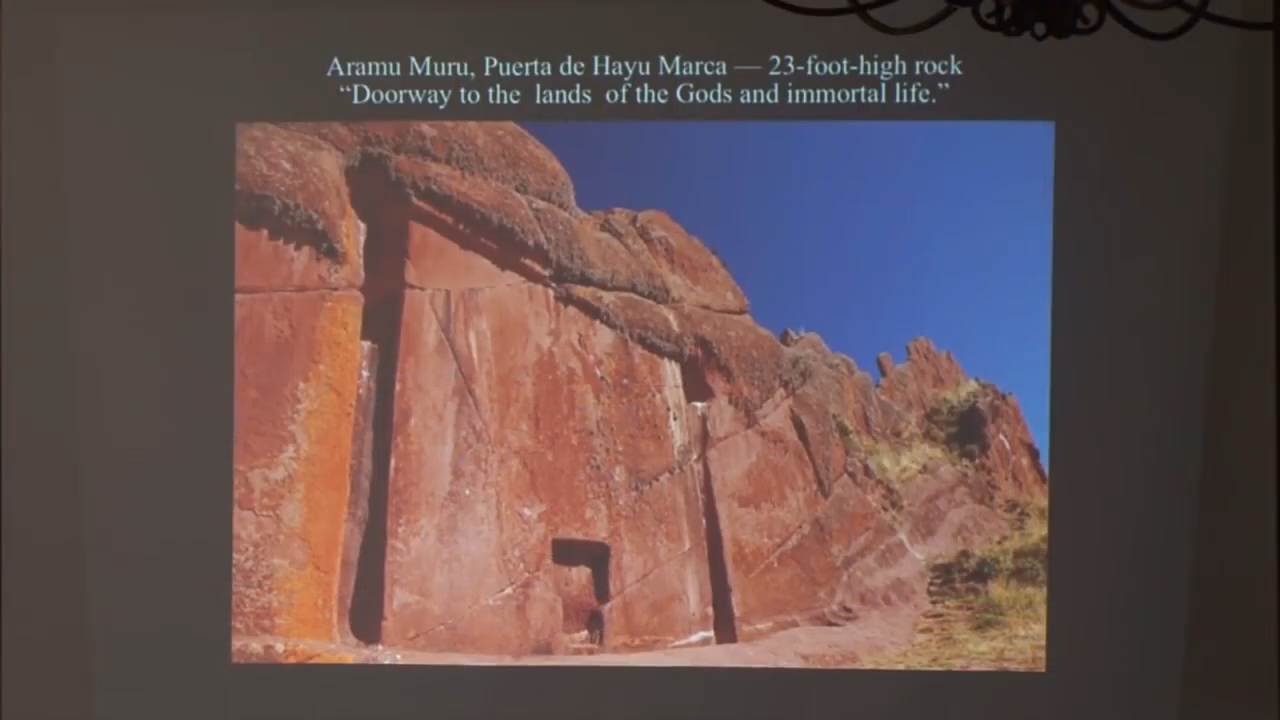 Aramu Muru, Puerta de Hayu Marca — 23-foot-high rock
“Doorway to the lands of the Gods and immortal life.”